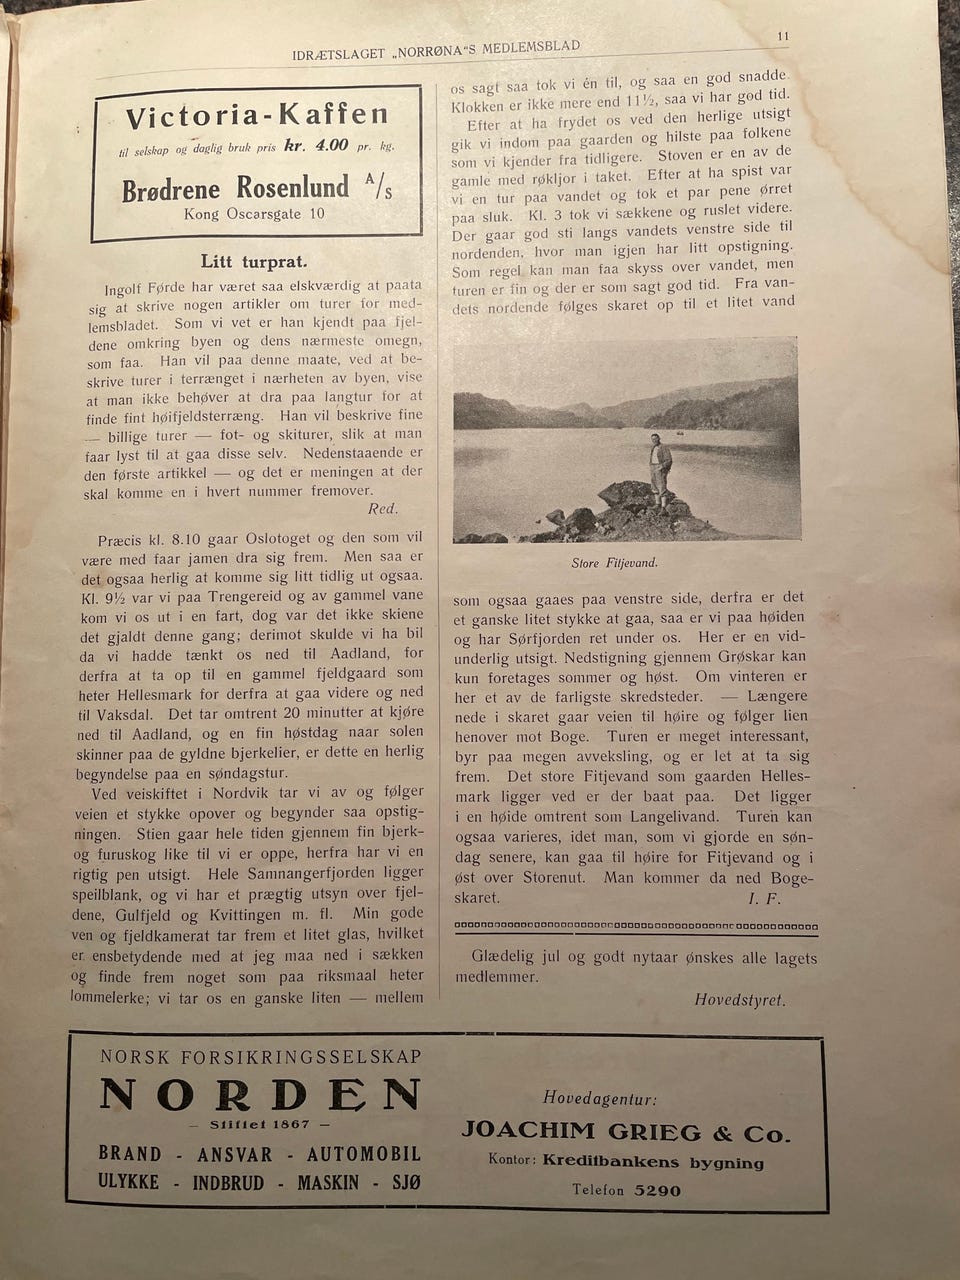 IDRÆTSLAGET „NORRØNA“S MEDLEMSBLAD
11
Victoria-Kaffen
til selskap og daglig bruk pris kr. 4.00 pr. kg.
Brødrene Rosenlund A/s
Kong Oscarsgate 10
Litt turprat.
Ingolf Førde har været saa elskværdig at paata
sig at skrive nogen artikler om turer for med-
lemsbladet. Som vi vet er han kjendt paa fjel-
dene omkring byen og dens nærmeste omegn,
som faa. Han vil paa denne maate, ved at be-
skrive turer i terrænget i nærheten av byen, vise
at man ikke behøver at dra paa langtur for at
finde fint høifjeldsterræng. Han vil beskrive fine
— billige turer — fot- og skiturer, slik at man
faar lyst til at gaa disse selv. Nedenstaaende er
den første artikkel — og det er meningen at der
skal komme en i hvert nummer fremover.
Red.
Præcis kl. 8.10 gaar Oslotoget og den som vil
være med faar jamen dra sig frem. Men saa er
det ogsaa herlig at komme sig litt tidlig ut ogsaa.
Kl. 9½ var vi paa Trengereid og av gammel vane
kom vi os ut i en fart, dog var det ikke skiene
det gjaldt denne gang; derimot skulde vi ha bil
da vi hadde tænkt os ned til Aadland, for
derfra at ta op til en gammel fjeldgaard som
heter Hellesmark for derfra at gaa videre og ned
til Vaksdal. Det tar omtrent 20 minutter at kjøre
ned til Aadland, og en fin høstdag naar solen
skinner paa de gyldne bjerkelier, er dette en herlig
begyndelse paa en søndagstur.
Ved veiskiftet i Nordvik tar vi av og følger
veien et stykke opover og begynder saa opstig-
ningen. Stien gaar hele tiden gjennem fin bjerk-
og furuskog like til vi er oppe, herfra har vi en
rigtig pen utsigt. Hele Samnangerfjorden ligger
speilblank, og vi har et prægtig utsyn over fjel-
dene, Gulfjeld og Kvittingen m. fl. Min gode
ven og fjeldkamerat tar frem et litet glas, hvilket
er ensbetydende med at jeg maa ned i sækken
og finde frem noget som paa riksmaal heter
lommelerke; vi tar os en ganske liten — mellem
os sagt saa tok vi én til, og saa en god snadde
Klokken er ikke mere end 11½, saa vi har god tid.
Efter at ha frydet os ved den herlige utsigt
gik vi indom paa gaarden og hilste paa folkene
som vi kjender fra tidligere. Stoven er en av de
gamle med røkljor i taket. Efter at ha spist var
vi en tur paa vandet og tok et par pene ørret
paa sluk. Kl. 3 tok vi sækkene og ruslet videre.
Der gaar god sti langs vandets venstre side til
nordenden, hvor man igjen har litt opstigning.
Som regel kan man faa skyss over vandet, men
turen er fin og der er som sagt god tid. Fra van-
dets nordende følges skaret op til et litet vand
Store Fitjevand.
som ogsaa gaaes paa venstre side, derfra er det
et ganske litet stykke at gaa, saa er vi paa høiden
og har Sørfjorden ret under os. Her er en vid-
underlig utsigt. Nedstigning gjennem Grøskar kan
kun foretages sommer og høst. Om vinteren er
her et av de farligste skredsteder. — Længere
nede i skaret gaar veien til høire og følger lien
henover mot Boge. Turen er meget interessant,
byr paa megen avveksling, og er let at ta sig
frem. Det store Fitjevand som gaarden Helles-
mark ligger ved er der baat paa. Det ligger
i en høide omtrent som Langelivand. Turen kan
ogsaa varieres, idet man, som vi gjorde en søn-
dag senere, kan gaa til høire for Fitjevand og i
øst over Storenut. Man kommer da ned Boge-
skaret. I. F.
Glædelig jul og godt nytaar ønskes alle lagets
medlemmer.
Hovedstyret.
NORSK FORSIKRINGSSELSKAP
NORDEN
— Stiftet 1867 —
BRAND - ANSVAR - AUTOMOBIL
ULYKKE - INDBRUD - MASKIN - SJØ
Hovedagentur:
JOACHIM GRIEG & Co.
Kontor: Kreditbankens bygning
Telefon 5290